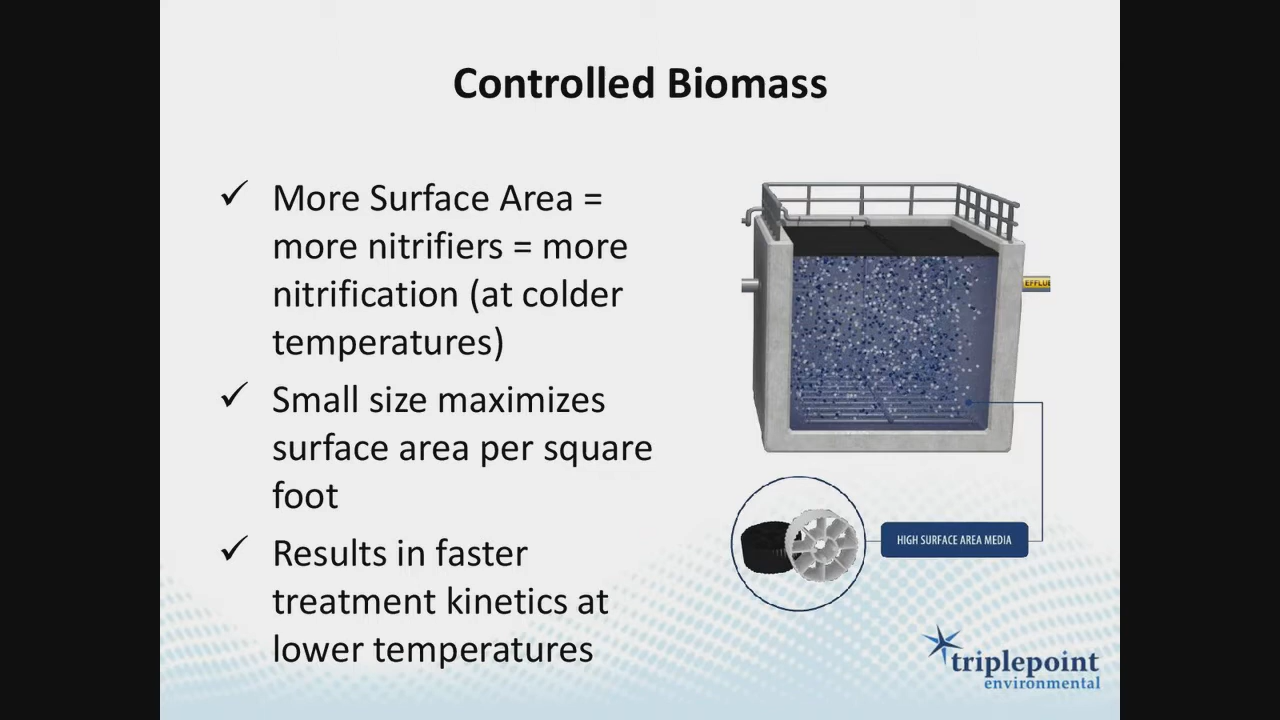 Controlled Biomass
✓ More Surface Area =
more nitrifiers = more
nitrification (at colder
temperatures)
✓ Small size maximizes
surface area per square
foot
✓ Results in faster
treatment kinetics at
lower temperatures
EFFLUE
HIGH SURFACE AREA MEDIA
triplepoint
environmental